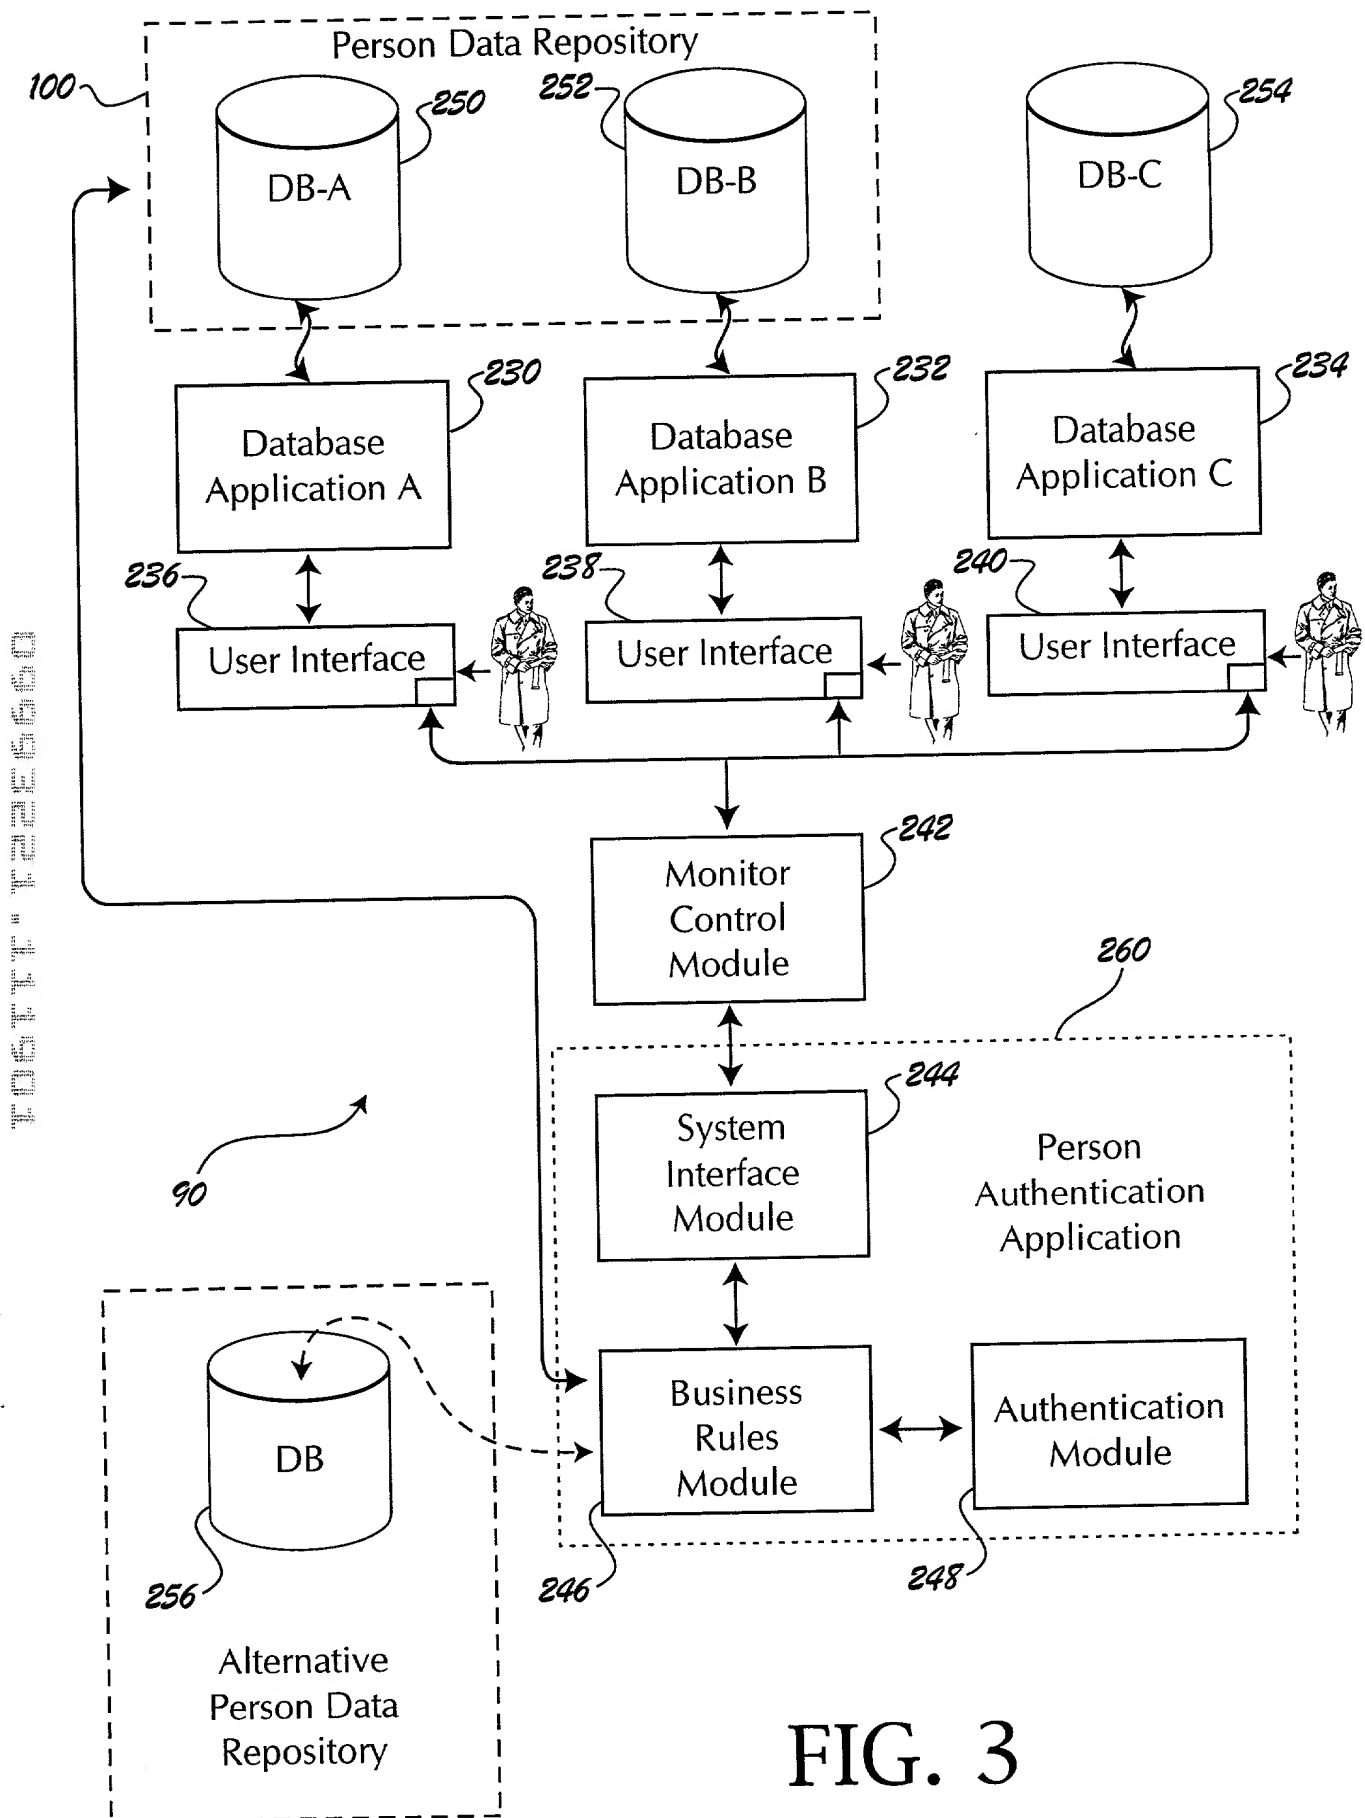 Person Data Repository
100
250
252
254
DB-A
DB-B
DB-C
230
232
234
Database
Application A
Database
Application B
Database
Application C
236
238
240
User Interface
User Interface
User Interface
242
Monitor
Control
Module
260
244
System
Interface
Module
Person
Authentication
Application
90
DB
Business
Rules
Module
Authentication
Module
256
246
248
Alternative
Person Data
Repository
FIG. 3